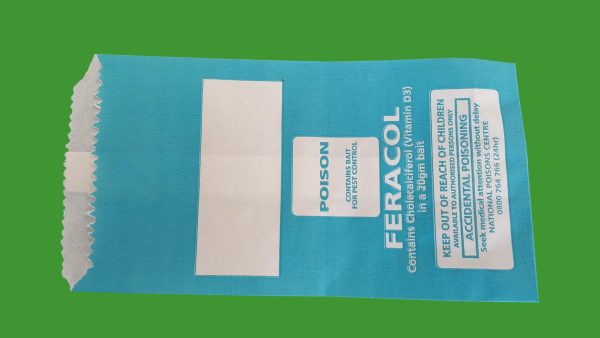 POISON
CONTAINS BAIT
FOR PEST CONTROL
FERACOL
Contains Cholecalciferol (Vitamin D3)
in a 20gm bait
KEEP OUT OF REACH OF CHILDREN
AVAILABLE TO AUTHORISED PERSONS ONLY
ACCIDENTAL POISONING
Seek medical attention without delay
NATIONAL POISONS CENTRE
0800 764 766 (24hr)